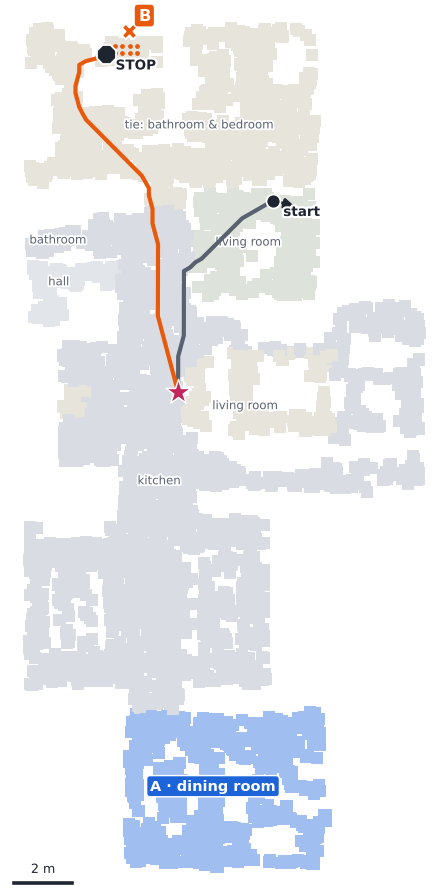 B
STOP
tie: bathroom & bedroom
start
bathroom
living room
hall
living room
kitchen
A · dining room
2 m